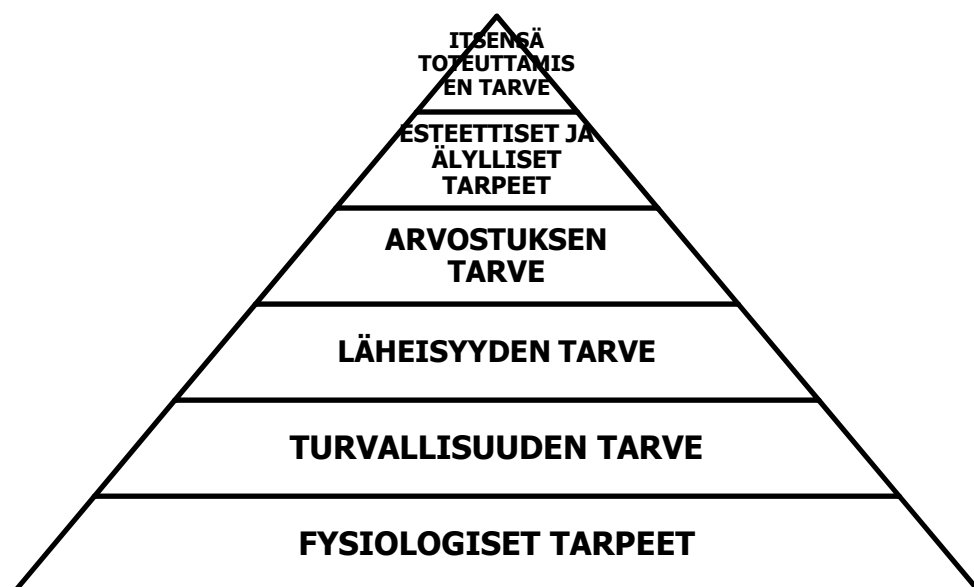 ITSENSÄ
TOTEUTTAMIS
EN TARVE
ESTEETTISET JA
ÄLYLLISET
TARPEET
ARVOSTUKSEN
TARVE
LÄHEISYYDEN TARVE
TURVALLISUUDEN TARVE
FYSIOLOGISET TARPEET